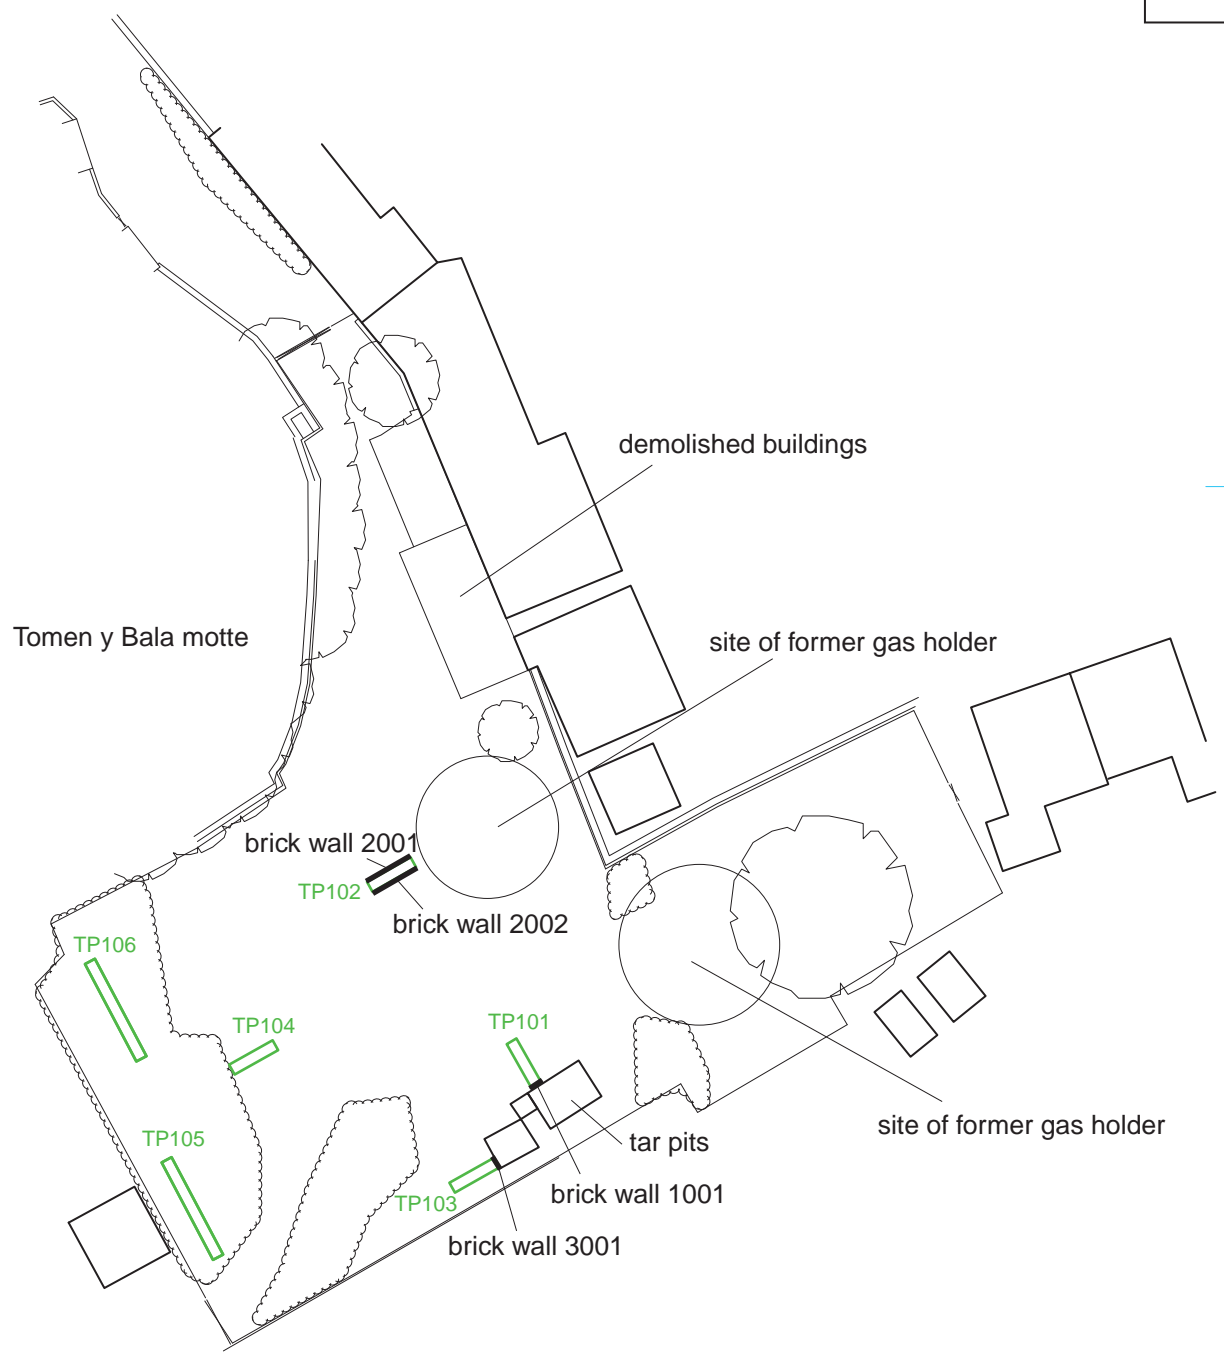 demolished buildings
Tomen y Bala motte
site of former gas holder
brick wall 2001
TP102
brick wall 2002
TP106
TP104
TP101
TP105
tar pits
site of former gas holder
TP103
brick wall 1001
brick wall 3001